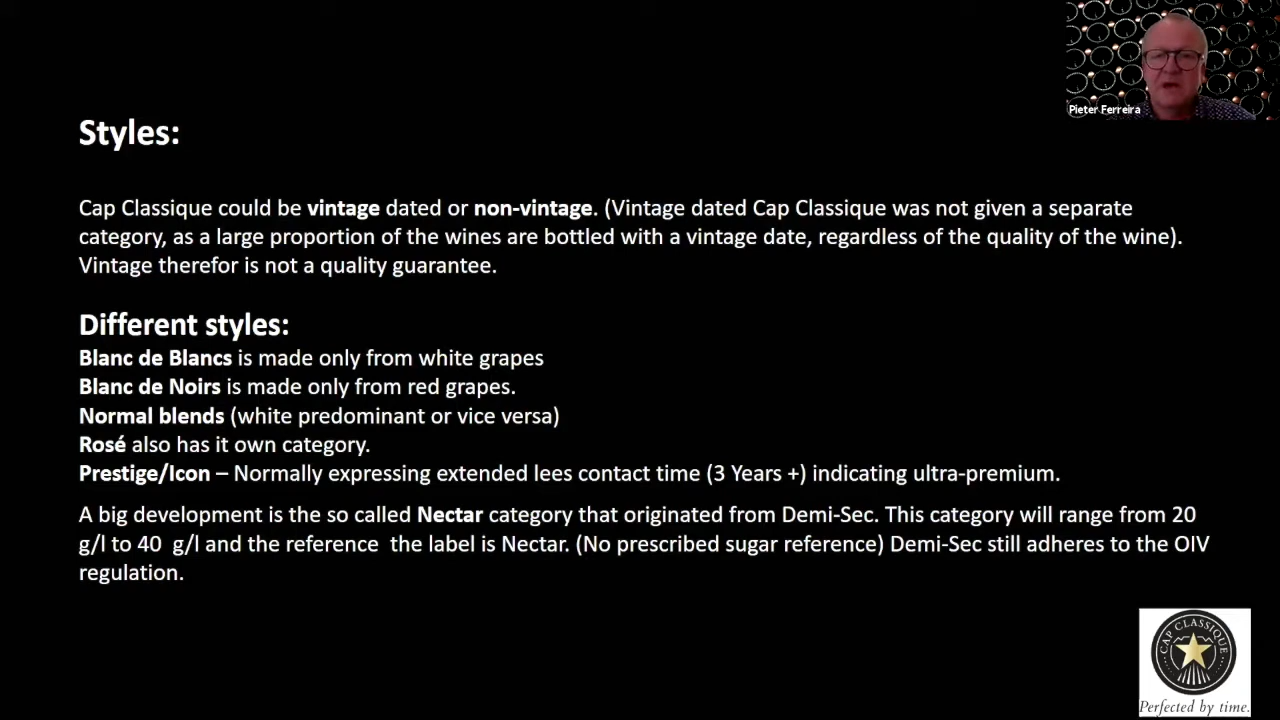 Pieter Ferreira
Styles:
Cap Classique could be vintage dated or non-vintage. (Vintage dated Cap Classique was not given a separate
category, as a large proportion of the wines are bottled with a vintage date, regardless of the quality of the wine).
Vintage therefor is not a quality guarantee.
Different styles:
Blanc de Blancs is made only from white grapes
Blanc de Noirs is made only from red grapes.
Normal blends (white predominant or vice versa)
Rosé also has it own category.
Prestige/Icon – Normally expressing extended lees contact time (3 Years +) indicating ultra-premium.
A big development is the so called Nectar category that originated from Demi-Sec. This category will range from 20
g/l to 40  g/l and the reference  the label is Nectar. (No prescribed sugar reference) Demi-Sec still adheres to the OIV
regulation.
CAP CLASSIQUE
Perfected by time.